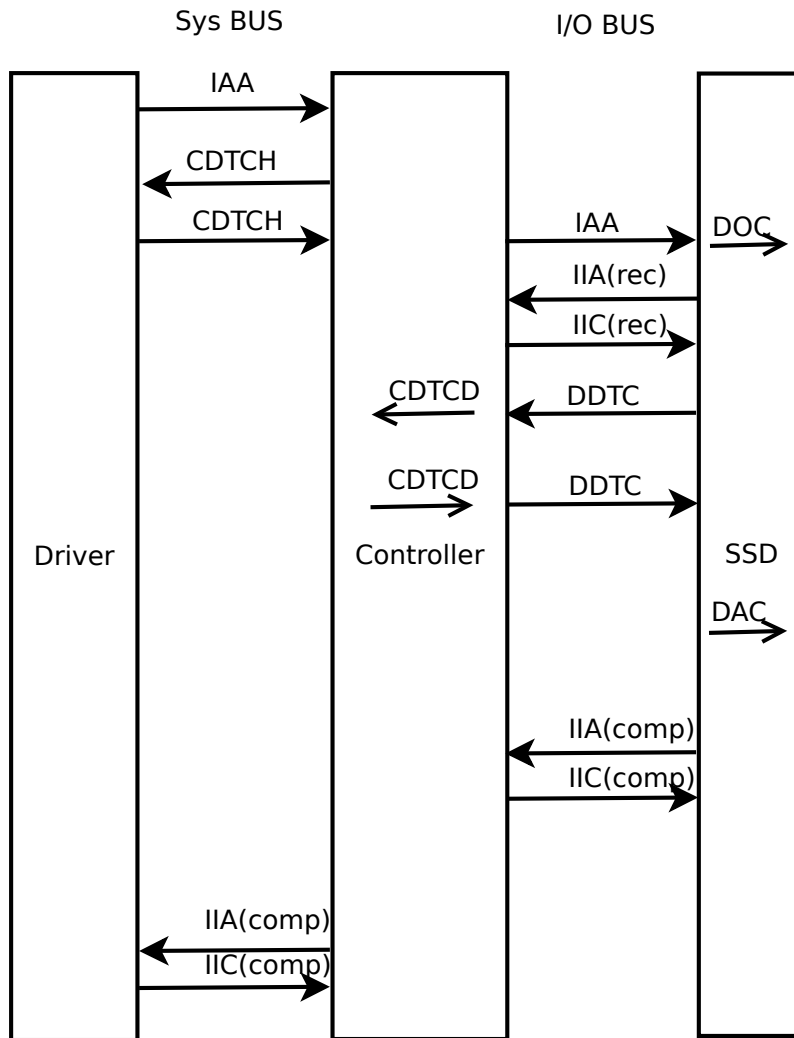 Sys BUS
I/O BUS
IAA
CDTCH
CDTCH
IAA
DOC
IIA(rec)
IIC(rec)
CDTCD
DDTC
CDTCD
DDTC
Driver
Controller
SSD
DAC
IIA(comp)
IIC(comp)
IIA(comp)
IIC(comp)